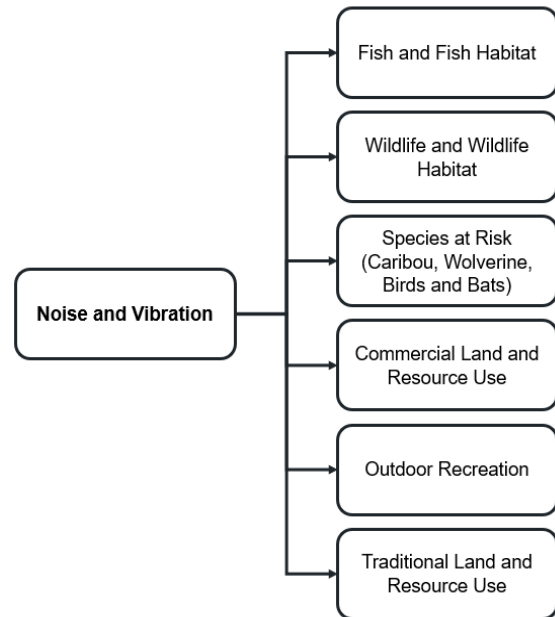 Fish and Fish Habitat
Wildlife and Wildlife
Habitat
Species at Risk
(Caribou, Wolverine,
Birds and Bats)
Noise and Vibration
Commercial Land and
Resource Use
Outdoor Recreation
Traditional Land and
Resource Use